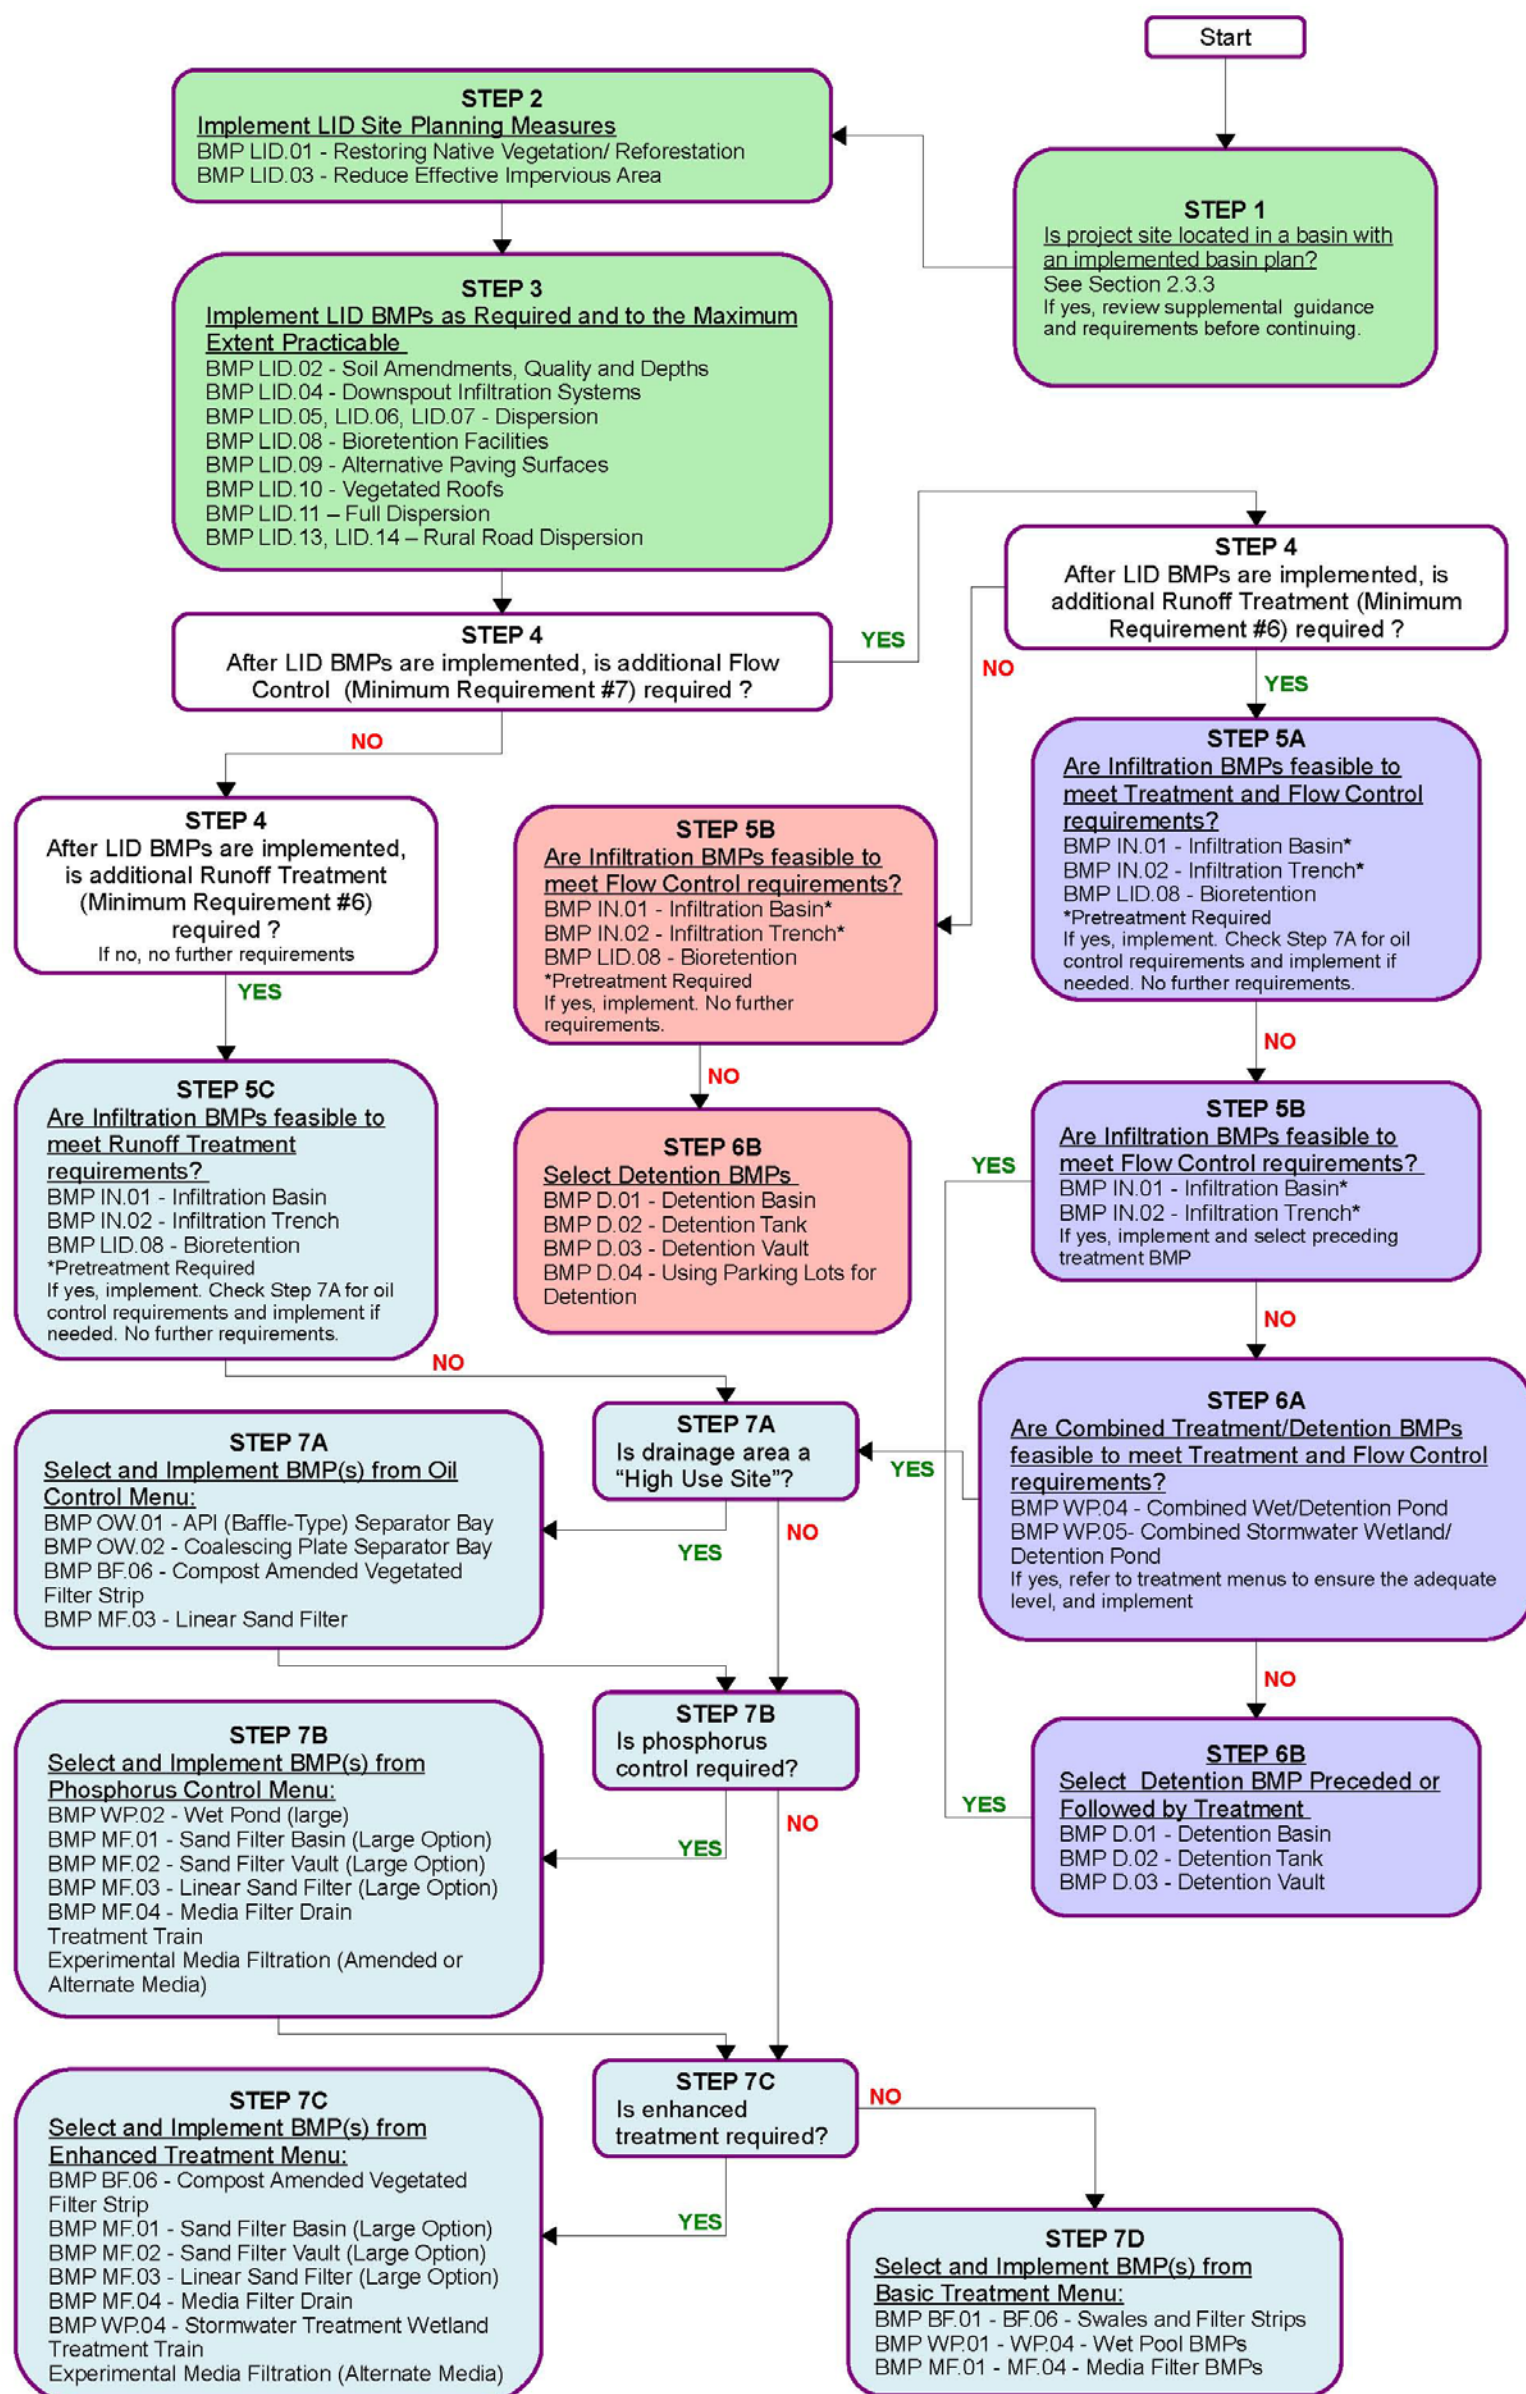 Start
STEP 1
Is project site located in a basin with
an implemented basin plan?
See Section 2.3.3
If yes, review supplemental guidance
and requirements before continuing.
STEP 2
Implement LID Site Planning Measures
BMP LID.01 - Restoring Native Vegetation/ Reforestation
BMP LID.03 - Reduce Effective Impervious Area
STEP 3
Implement LID BMPs as Required and to the Maximum
Extent Practicable
BMP LID.02 - Soil Amendments, Quality and Depths
BMP LID.04 - Downspout Infiltration Systems
BMP LID.05, LID.06, LID.07 - Dispersion
BMP LID.08 - Bioretention Facilities
BMP LID.09 - Alternative Paving Surfaces
BMP LID.10 - Vegetated Roofs
BMP LID.11 – Full Dispersion
BMP LID.13, LID.14 – Rural Road Dispersion
STEP 4
After LID BMPs are implemented, is additional Flow
Control (Minimum Requirement #7) required ?
YES
NO
STEP 4
After LID BMPs are implemented, is
additional Runoff Treatment (Minimum
Requirement #6) required ?
NO
YES
STEP 4
After LID BMPs are implemented,
is additional Runoff Treatment
(Minimum Requirement #6)
required ?
If no, no further requirements
YES
STEP 5A
Are Infiltration BMPs feasible to
meet Treatment and Flow Control
requirements?
BMP IN.01 - Infiltration Basin*
BMP IN.02 - Infiltration Trench*
BMP LID.08 - Bioretention
*Pretreatment Required
If yes, implement. Check Step 7A for oil
control requirements and implement if
needed. No further requirements.
NO
STEP 5B
Are Infiltration BMPs feasible to
meet Flow Control requirements?
BMP IN.01 - Infiltration Basin*
BMP IN.02 - Infiltration Trench*
BMP LID.08 - Bioretention
*Pretreatment Required
If yes, implement. No further
requirements.
NO
STEP 5C
Are Infiltration BMPs feasible to
meet Runoff Treatment
requirements?
BMP IN.01 - Infiltration Basin
BMP IN.02 - Infiltration Trench
BMP LID.08 - Bioretention
*Pretreatment Required
If yes, implement. Check Step 7A for oil
control requirements and implement if
needed. No further requirements.
NO
STEP 6B
Select Detention BMPs
BMP D.01 - Detention Basin
BMP D.02 - Detention Tank
BMP D.03 - Detention Vault
BMP D.04 - Using Parking Lots for
Detention
STEP 5B
Are Infiltration BMPs feasible to
meet Flow Control requirements?
BMP IN.01 - Infiltration Basin*
BMP IN.02 - Infiltration Trench*
If yes, implement and select preceding
treatment BMP
YES
NO
STEP 6A
Are Combined Treatment/Detention BMPs
feasible to meet Treatment and Flow Control
requirements?
BMP WP.04 - Combined Wet/Detention Pond
BMP WP.05- Combined Stormwater Wetland/
Detention Pond
If yes, refer to treatment menus to ensure the adequate
level, and implement
YES
NO
STEP 6B
Select Detention BMP Preceded or
Followed by Treatment
BMP D.01 - Detention Basin
BMP D.02 - Detention Tank
BMP D.03 - Detention Vault
YES
STEP 7A
Is drainage area a
“High Use Site”?
YES
NO
STEP 7A
Select and Implement BMP(s) from Oil
Control Menu:
BMP OW.01 - API (Baffle-Type) Separator Bay
BMP OW.02 - Coalescing Plate Separator Bay
BMP BF.06 - Compost Amended Vegetated
Filter Strip
BMP MF.03 - Linear Sand Filter
STEP 7B
Is phosphorus
control required?
YES
NO
STEP 7B
Select and Implement BMP(s) from
Phosphorus Control Menu:
BMP WP.02 - Wet Pond (large)
BMP MF.01 - Sand Filter Basin (Large Option)
BMP MF.02 - Sand Filter Vault (Large Option)
BMP MF.03 - Linear Sand Filter (Large Option)
BMP MF.04 - Media Filter Drain
Treatment Train
Experimental Media Filtration (Amended or
Alternate Media)
STEP 7C
Is enhanced
treatment required?
NO
YES
STEP 7C
Select and Implement BMP(s) from
Enhanced Treatment Menu:
BMP BF.06 - Compost Amended Vegetated
Filter Strip
BMP MF.01 - Sand Filter Basin (Large Option)
BMP MF.02 - Sand Filter Vault (Large Option)
BMP MF.03 - Linear Sand Filter (Large Option)
BMP MF.04 - Media Filter Drain
BMP WP.04 - Stormwater Treatment Wetland
Treatment Train
Experimental Media Filtration (Alternate Media)
STEP 7D
Select and Implement BMP(s) from
Basic Treatment Menu:
BMP BF.01 - BF.06 - Swales and Filter Strips
BMP WP.01 - WP.04 - Wet Pool BMPs
BMP MF.01 - MF.04 - Media Filter BMPs